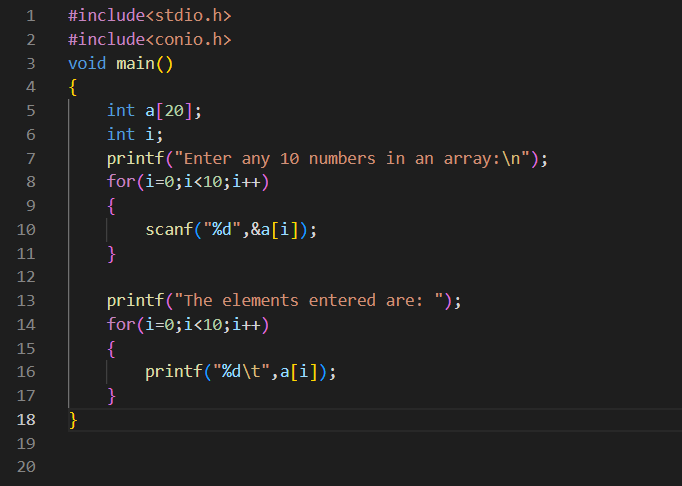 1 #include<stdio.h>
2 #include<conio.h>
3 void main()
4 {
5     int a[20];
6     int i;
7     printf("Enter any 10 numbers in an array:\n");
8     for(i=0;i<10;i++)
9     {
10         scanf("%d",&a[i]);
11     }
12
13     printf("The elements entered are: ");
14     for(i=0;i<10;i++)
15     {
16         printf("%d\t",a[i]);
17     }
18 }
19
20